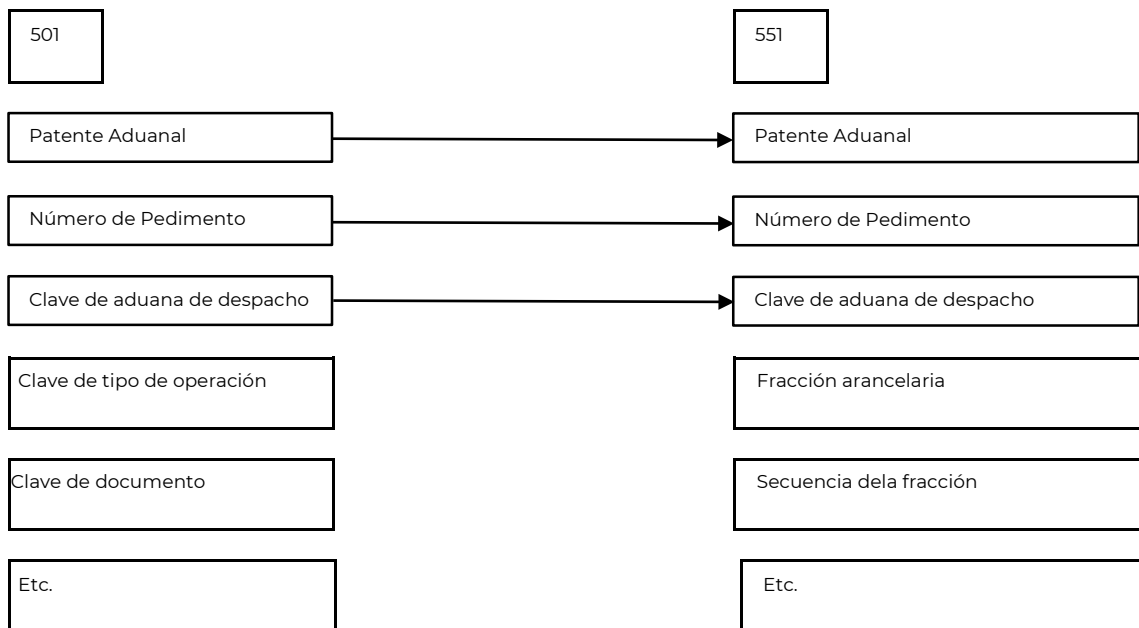 501
551
Patente Aduanal
Patente Aduanal
Número de Pedimento
Número de Pedimento
Clave de aduana de despacho
Clave de aduana de despacho
Clave de tipo de operación
Fracción arancelaria
Clave de documento
Secuencia dela fracción
Etc.
Etc.